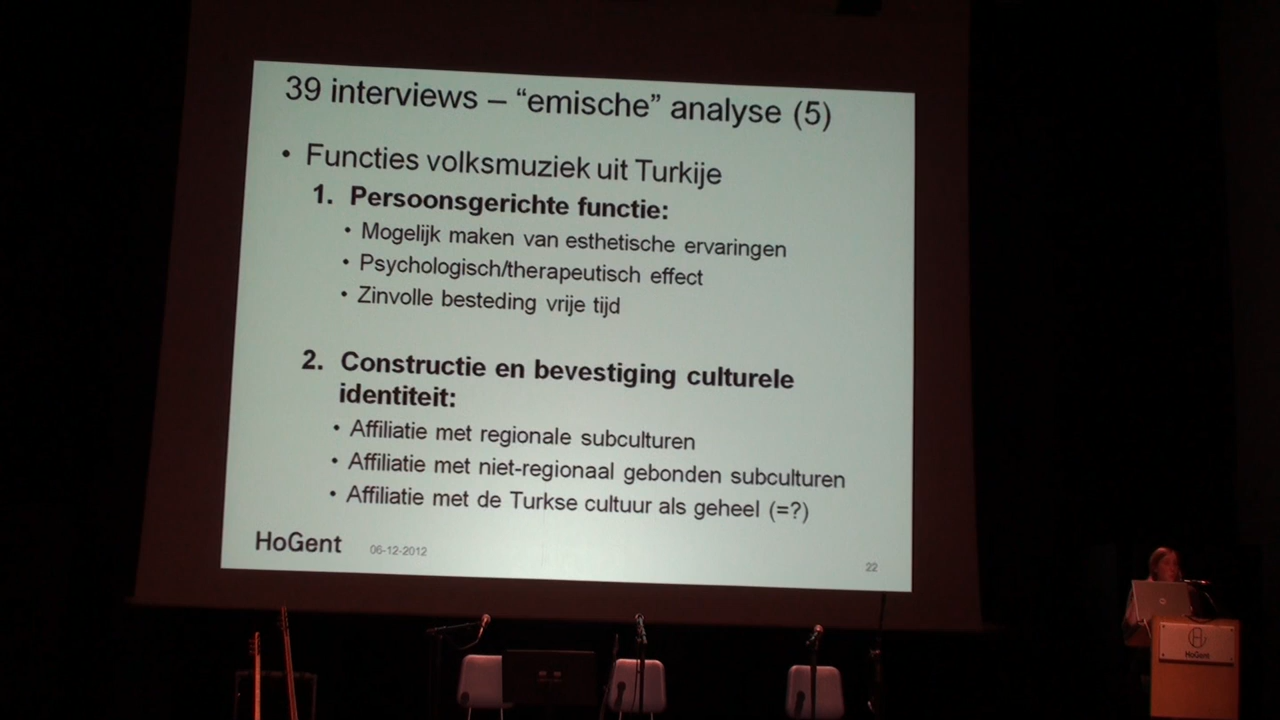 39 interviews – “emische” analyse (5)
• Functies volksmuziek uit Turkije
1. Persoonsgerichte functie:
• Mogelijk maken van esthetische ervaringen
• Psychologisch/therapeutisch effect
• Zinvolle besteding vrije tijd
2. Constructie en bevestiging culturele
identiteit:
• Affiliatie met regionale subculturen
• Affiliatie met niet-regionaal gebonden subculturen
• Affiliatie met de Turkse cultuur als geheel (=?)
HoGent 06-12-2012 22
HoGent